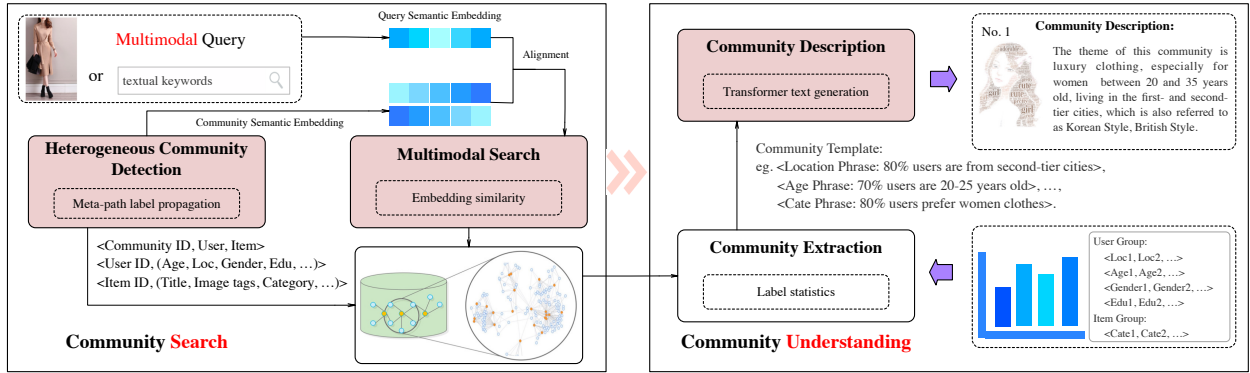 Multimodal Query
or
textual keywords
Query Semantic Embedding
Alignment
Community Semantic Embedding
Heterogeneous Community
Detection
Meta-path label propagation
Multimodal Search
Embedding similarity
<Community ID, User, Item>
<User ID, (Age, Loc, Gender, Edu, …)>
<Item ID, (Title, Image tags, Category, …)>
Community Search
Community Description
Transformer text generation
No. 1
Community Description:
The theme of this community is
luxury clothing, especially for
women between 20 and 35 years
old, living in the first- and second-
tier cities, which is also referred to
as Korean Style, British Style.
Community Template:
eg. <Location Phrase: 80% users are from second-tier cities>,
<Age Phrase: 70% users are 20-25 years old>, …,
<Cate Phrase: 80% users prefer women clothes>.
Community Extraction
Label statistics
User Group:
<Loc1, Loc2, …>
<Age1, Age2, …>
<Gender1, Gender2, …>
<Edu1, Edu2, …>
Item Group:
<Cate1, Cate2, …>
Community Understanding